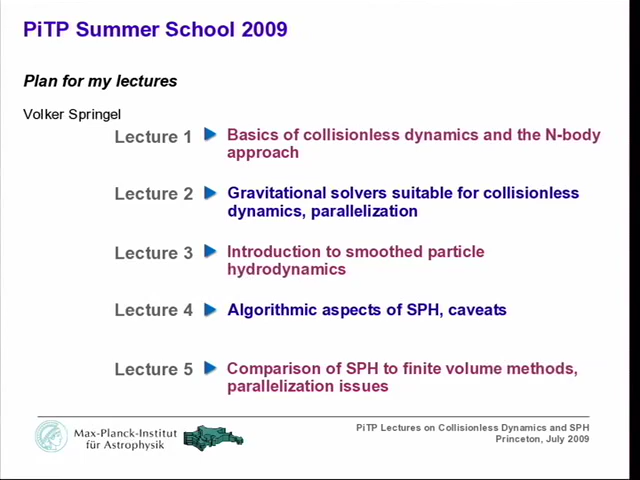 PiTP Summer School 2009
Plan for my lectures
Volker Springel
Lecture 1
Basics of collisionless dynamics and the N-body
approach
Lecture 2
Gravitational solvers suitable for collisionless
dynamics, parallelization
Lecture 3
Introduction to smoothed particle
hydrodynamics
Lecture 4
Algorithmic aspects of SPH, caveats
Lecture 5
Comparison of SPH to finite volume methods,
parallelization issues
Max-Planck-Institut
für Astrophysik
PiTP Lectures on Collisionless Dynamics and SPH
Princeton, July 2009